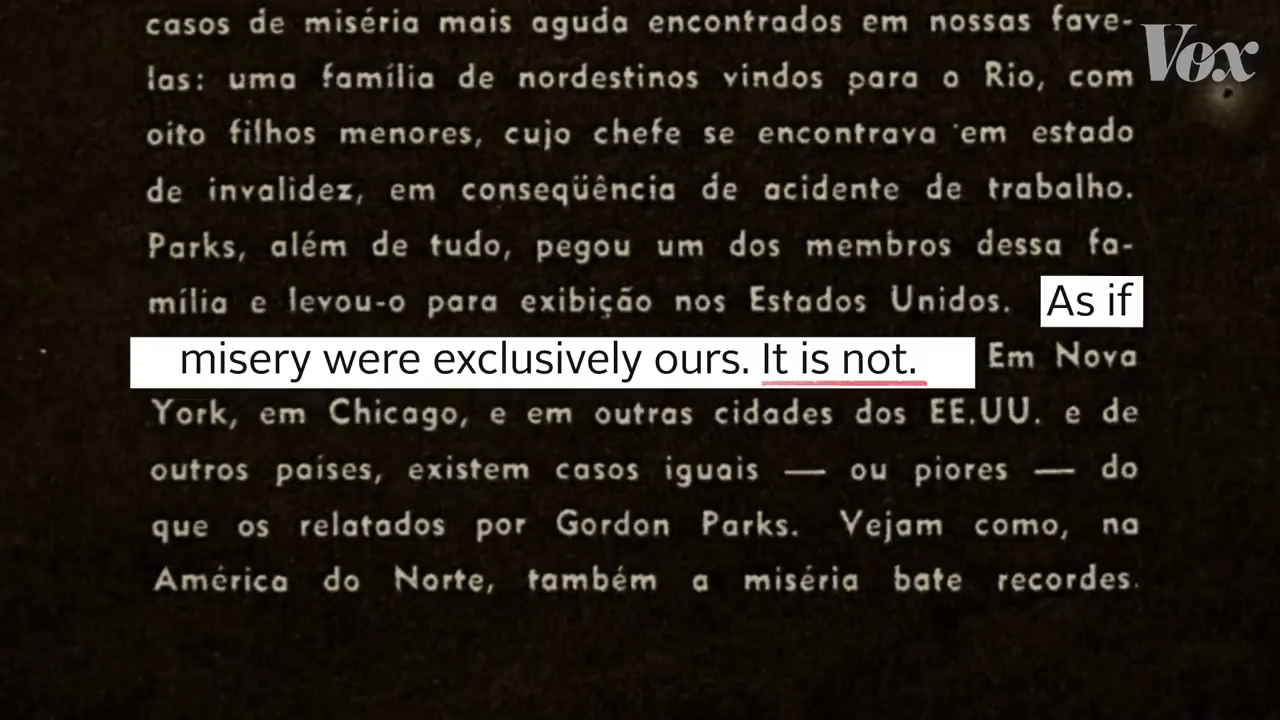 casos de miséria mais aguda encontrados em nossas fave-
las: uma família de nordestinos vindos para o Rio, com
oito filhos menores, cujo chefe se encontrava em estado
de invalidez, em conseqüência de acidente de trabalho.
Parks, além de tudo, pegou um dos membros dessa fa-
mília e levou-o para exibição nos Estados Unidos. As if
misery were exclusively ours. It is not. Em Nova
York, em Chicago, e em outras cidades dos EE.UU. e de
outros países, existem casos iguais — ou piores — do
que os relatados por Gordon Parks. Vejam como, na
América do Norte, também a miséria bate recordes.
Vox